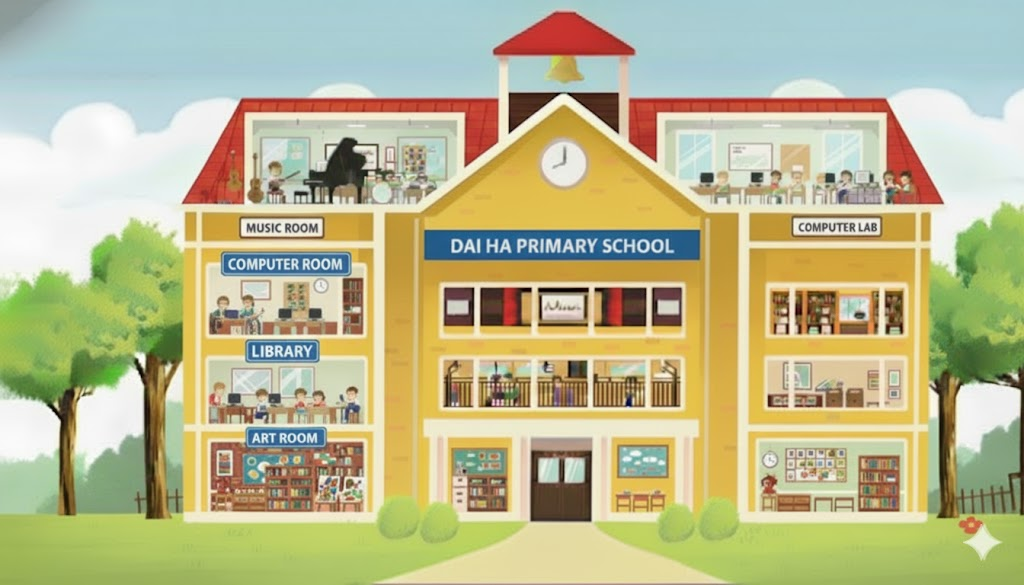 MUSIC ROOM
COMPUTER LAB
DAI HA PRIMARY SCHOOL
COMPUTER ROOM
LIBRARY
ART ROOM